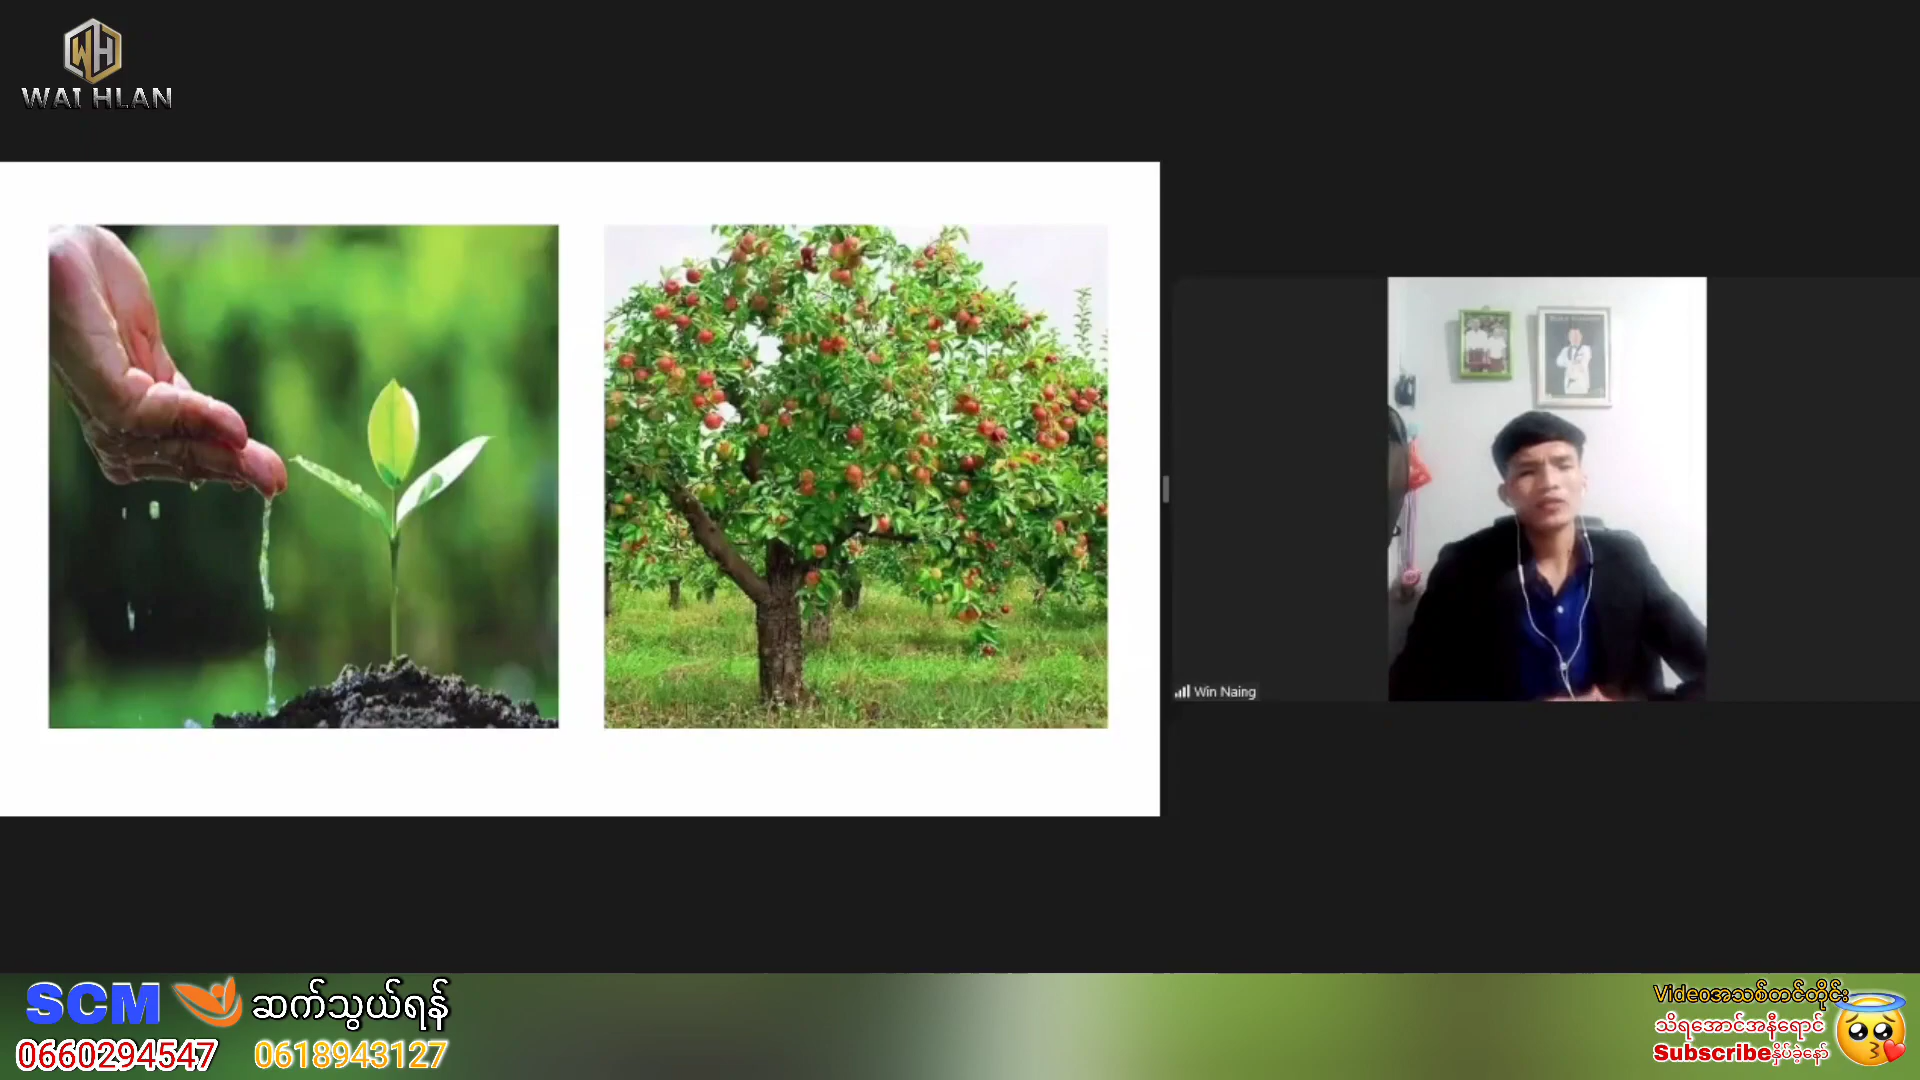 WH
WAI HLAN
Win Naing
SCM ဆက်သွယ်ရန်
0660294547 0618943127
Videoအသစ်တင်တိုင်း
သိရအောင်အနီရောင်
Subscribeနှိပ်ခဲ့နော်